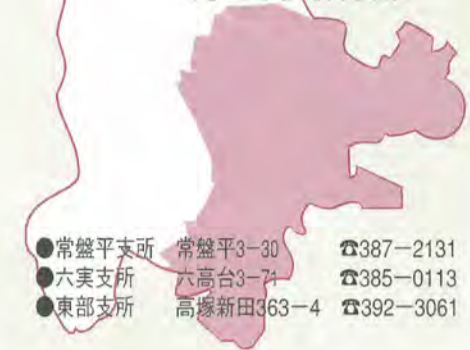 ●常盤平支所 常盤平3-30 ☎387-2131
●六実支所 六高台3-71 ☎385-0113
●東部支所 高塚新田363-4 ☎392-3061